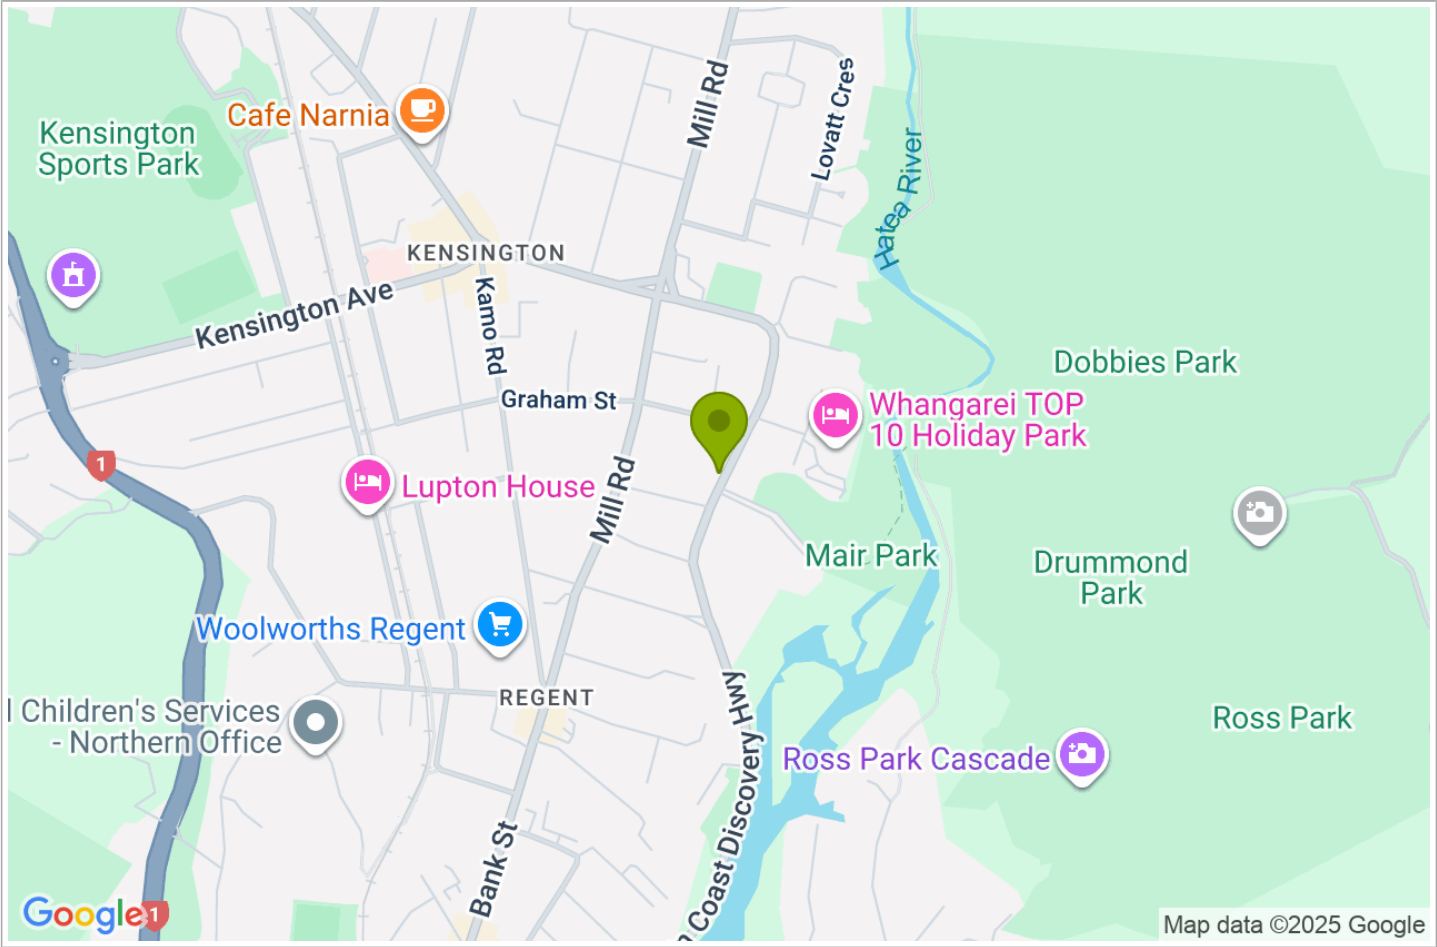 Mill Rd
Lovatt Cres
Cafe Narnia
Kensington
Sports Park
Hatea River
KENSINGTON
Kensington Ave
Kamo Rd
Dobbies Park
Graham St
Whangarei TOP
10 Holiday Park
1
Lupton House
Mill Rd
Mair Park
Drummond
Park
Woolworths Regent
REGENT
l Children's Services
- Northern Office
Ross Park
Ross Park Cascade
Coast Discovery Hwy
Bank St
Google
1
Map data ©2025 Google